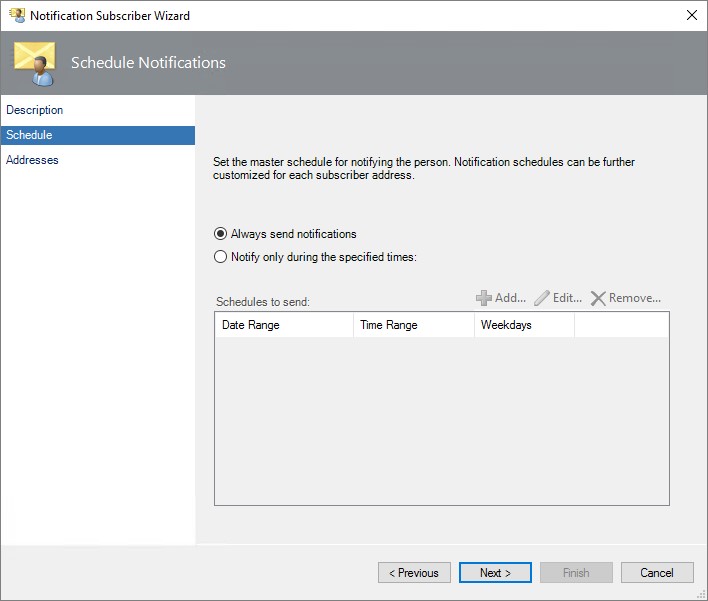 Notification Subscriber Wizard
Schedule Notifications
Description
Schedule
Addresses
Set the master schedule for notifying the person. Notification schedules can be further
customized for each subscriber address.
Always send notifications
Notify only during the specified times:
Schedules to send: Add... Edit... Remove...
Date Range Time Range Weekdays
< Previous Next > Finish Cancel